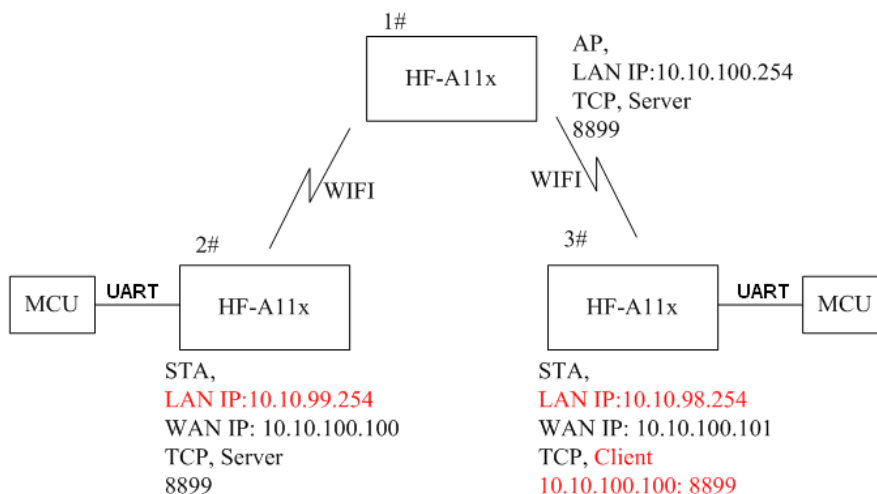 1#
HF-A11x
AP,
LAN IP:10.10.100.254
TCP, Server
8899
WIFI
WIFI
2#
MCU
UART
HF-A11x
STA,
LAN IP:10.10.99.254
WAN IP: 10.10.100.100
TCP, Server
8899
3#
HF-A11x
UART
MCU
STA,
LAN IP:10.10.98.254
WAN IP: 10.10.100.101
TCP, Client
10.10.100.100: 8899